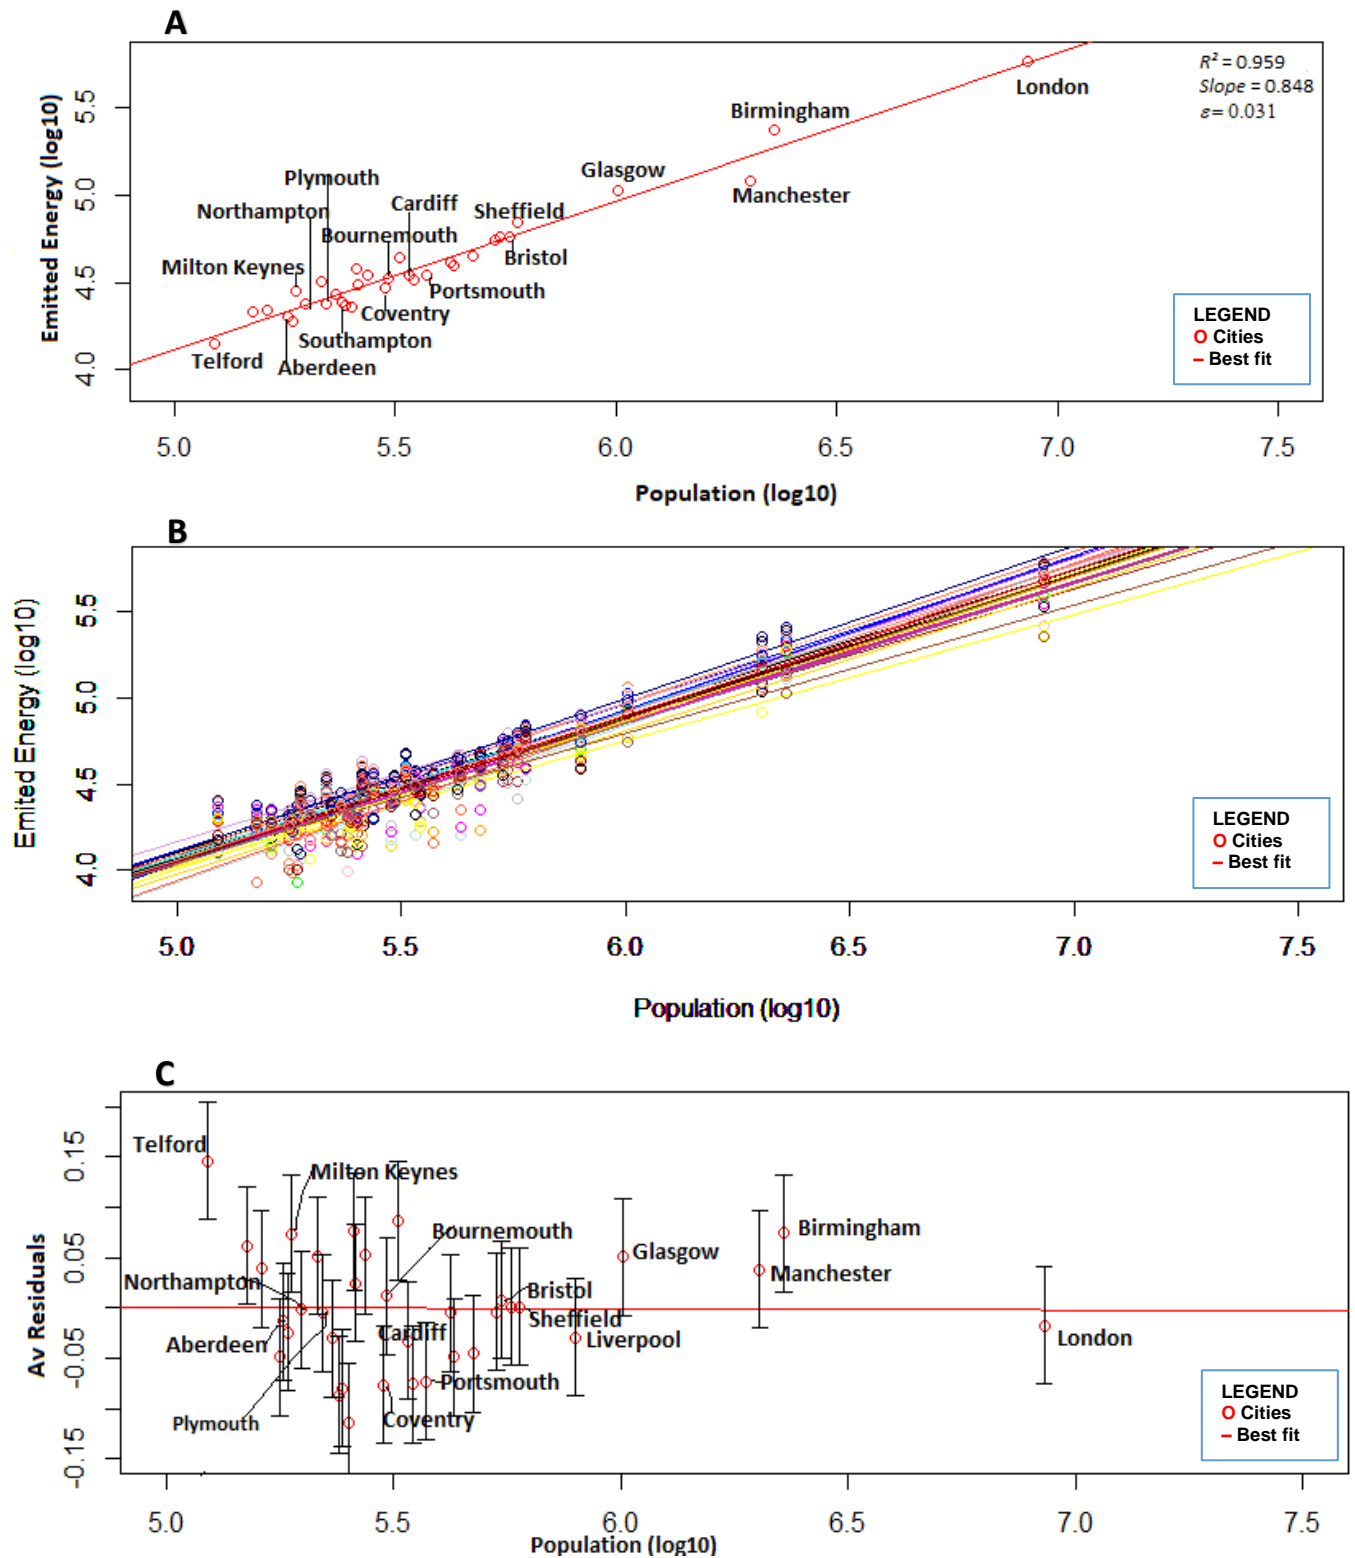 A
R² = 0.959
Slope = 0.848
ε= 0.031
London
Birmingham
Manchester
Glasgow
Plymouth
Northampton
Cardiff
Sheffield
Bournemouth
Milton Keynes
Bristol
Portsmouth
Coventry
Southampton
Telford
Aberdeen
LEGEND
O Cities
– Best fit
Emitted Energy (log10)
4.0 4.5 5.0 5.5
5.0 5.5 6.0 6.5 7.0 7.5
Population (log10)
B
Emited Energy (log10)
4.0 4.5 5.0 5.5
LEGEND
O Cities
– Best fit
5.0 5.5 6.0 6.5 7.0 7.5
Population (log10)
C
Av Residuals
-0.15 -0.05 0.05 0.15
Telford
Milton Keynes
Bournemouth
Birmingham
Glasgow
Manchester
Northampton
Bristol
Sheffield
Aberdeen
Cardiff
Liverpool
London
Portsmouth
Plymouth
Coventry
LEGEND
O Cities
– Best fit
5.0 5.5 6.0 6.5 7.0 7.5
Population (log10)